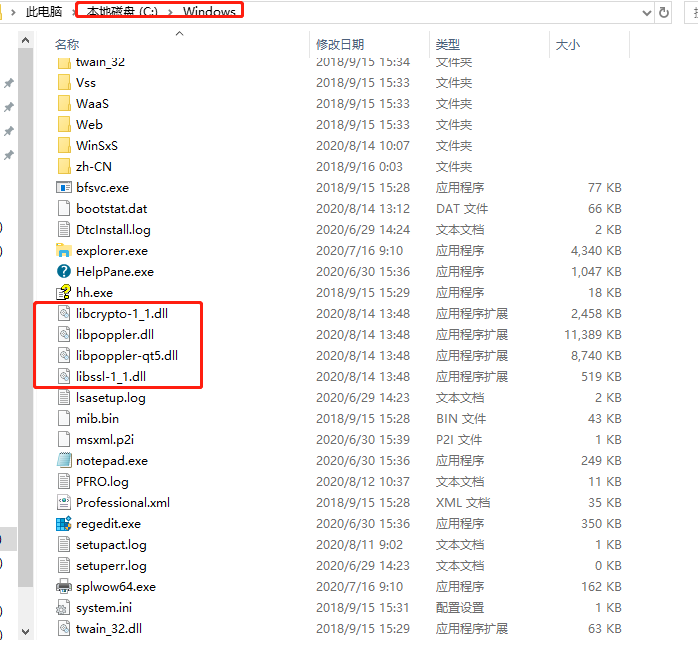 此电脑 本地磁盘 (C:) Windows
名称 修改日期 类型 大小
twain_32 2018/9/15 15:34 文件夹
Vss 2018/9/15 15:33 文件夹
WaaS 2018/9/15 15:33 文件夹
Web 2018/9/15 15:33 文件夹
WinSxS 2020/8/14 10:07 文件夹
zh-CN 2018/9/16 0:03 文件夹
bfsvc.exe 2018/9/15 15:28 应用程序 77 KB
bootstat.dat 2020/8/14 13:12 DAT 文件 66 KB
DtcInstall.log 2020/6/29 14:24 文本文档 2 KB
explorer.exe 2020/7/16 9:10 应用程序 4,340 KB
HelpPane.exe 2020/6/30 15:36 应用程序 1,047 KB
hh.exe 2018/9/15 15:29 应用程序 18 KB
libcrypto-1_1.dll 2020/8/14 13:48 应用程序扩展 2,458 KB
libpoppler.dll 2020/8/14 13:48 应用程序扩展 11,389 KB
libpoppler-qt5.dll 2020/8/14 13:48 应用程序扩展 8,740 KB
libssl-1_1.dll 2020/8/14 13:48 应用程序扩展 519 KB
lsasetup.log 2020/6/29 14:23 文本文档 2 KB
mib.bin 2018/9/15 15:28 BIN 文件 43 KB
msxml.p2i 2020/6/30 15:39 P2I 文件 1 KB
notepad.exe 2020/6/30 15:36 应用程序 249 KB
PFRO.log 2020/8/12 10:37 文本文档 11 KB
Professional.xml 2018/9/15 15:28 XML 文档 35 KB
regedit.exe 2020/6/30 15:36 应用程序 350 KB
setupact.log 2020/8/11 9:02 文本文档 1 KB
setuperr.log 2020/6/29 14:23 文本文档 0 KB
splwow64.exe 2020/7/16 9:10 应用程序 162 KB
system.ini 2018/9/15 15:31 配置设置 1 KB
twain_32.dll 2018/9/15 15:29 应用程序扩展 63 KB